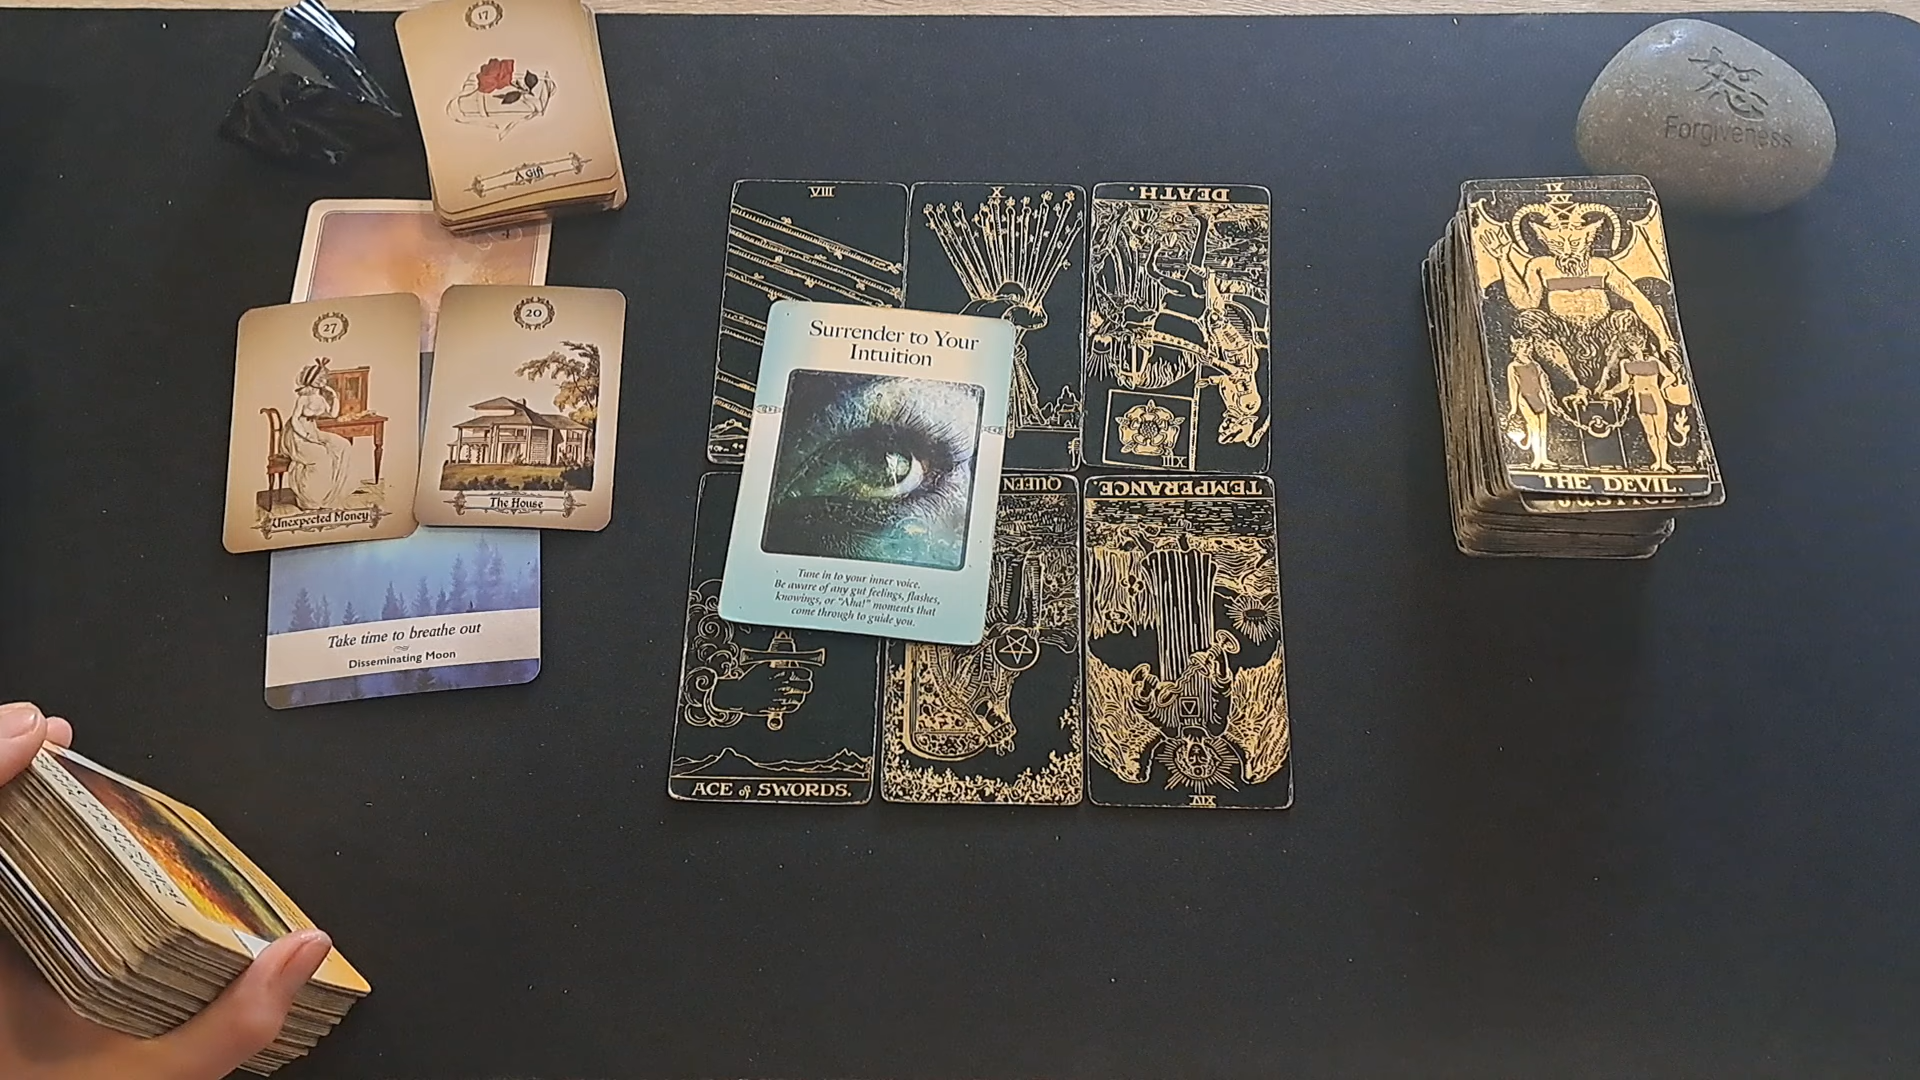 17
A Gift
恕
Forgiveness
27
Unexpected Money
20
The House
Take time to breathe out
Disseminating Moon
VIII
X
DEATH.
XIII
Surrender to Your
Intuition
Tune in to your inner voice.
Be aware of any gut feelings, flashes,
knowings, or "Aha!" moments that
come through to guide you.
ACE of SWORDS.
QUEEN
TEMPERANCE.
XIV
XI
XV
THE DEVIL.
JUSTICE.